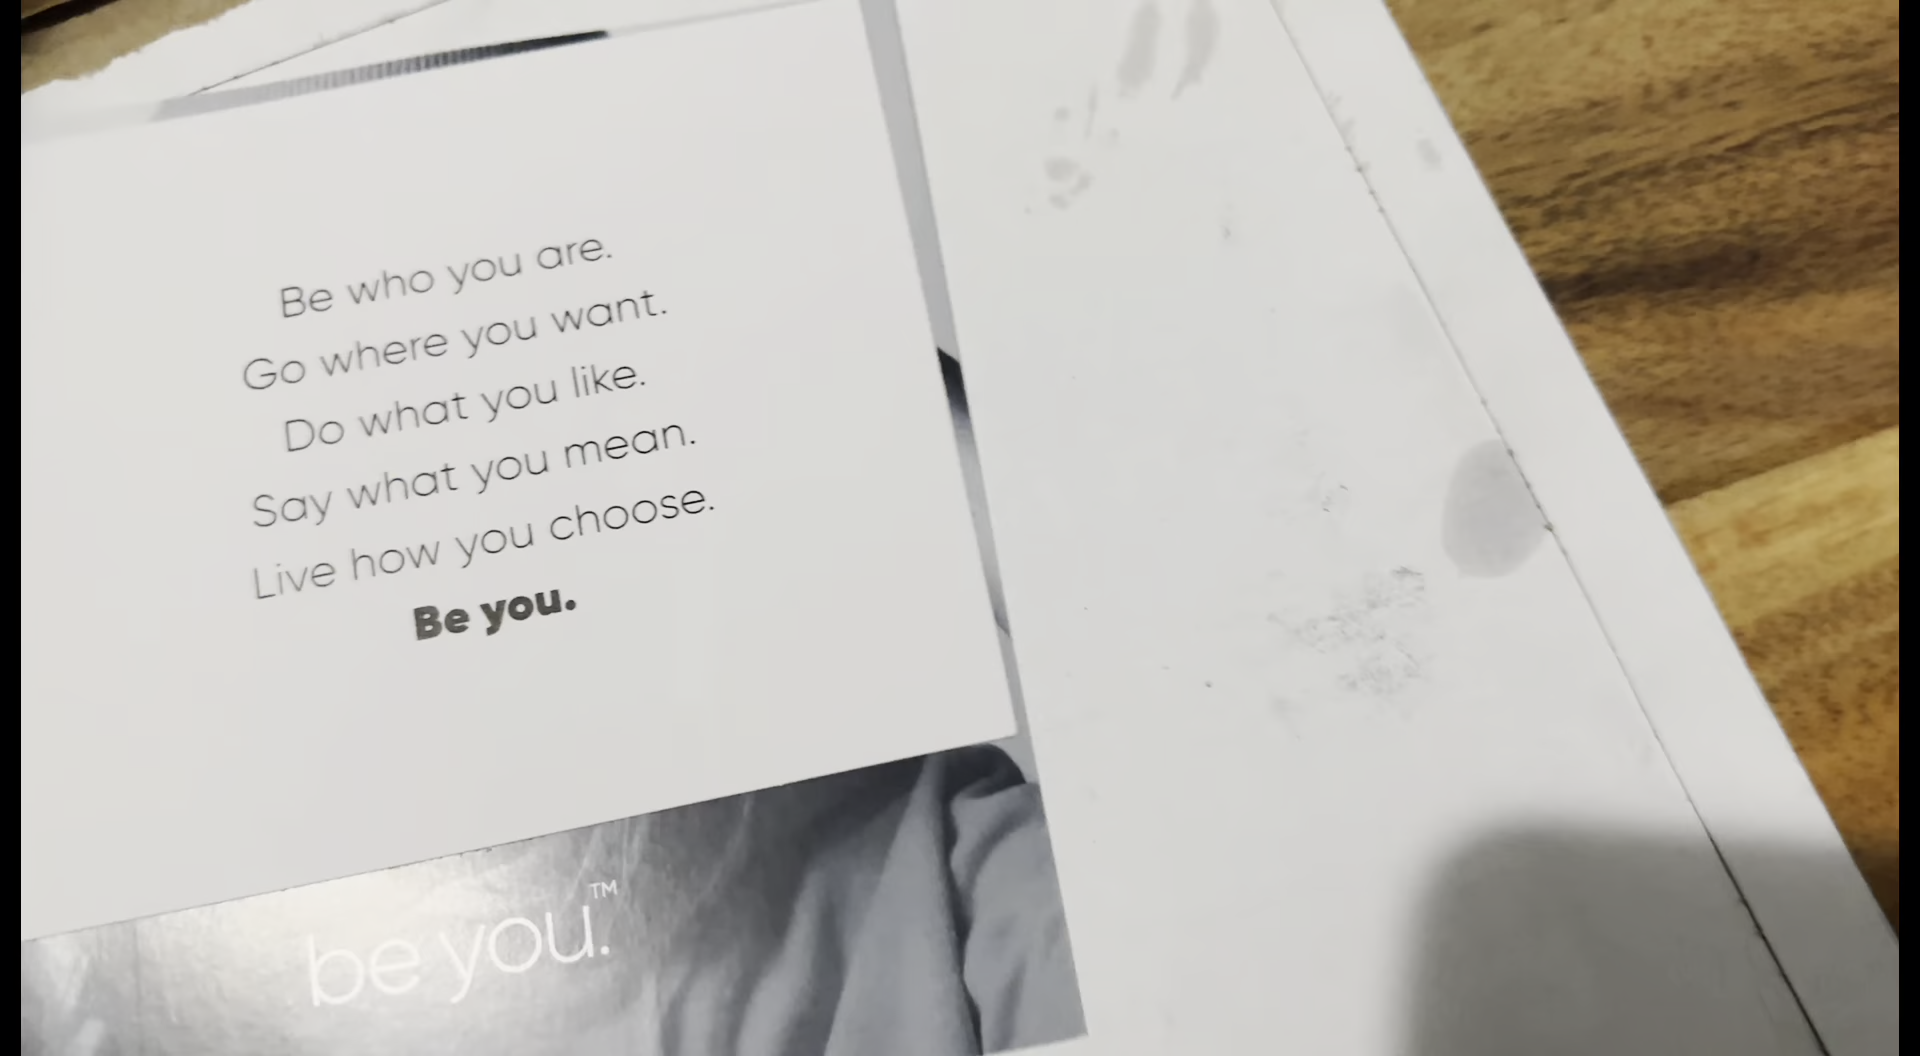 Be who you are.
Go where you want.
Do what you like.
Say what you mean.
Live how you choose.
Be you.
be you.™